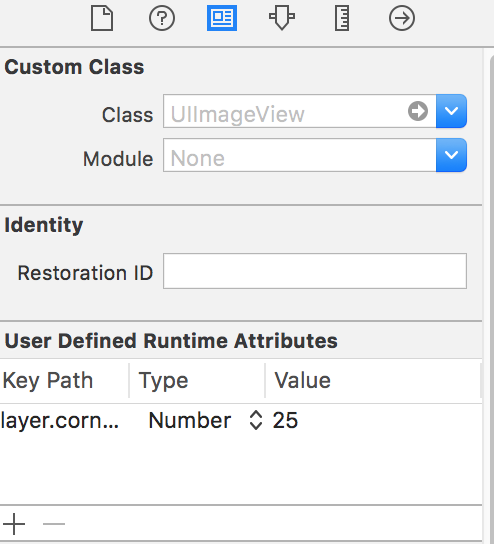 Custom Class
Class UIImageView
Module None
Identity
Restoration ID
User Defined Runtime Attributes
Key Path Type Value
layer.corn... Number 25